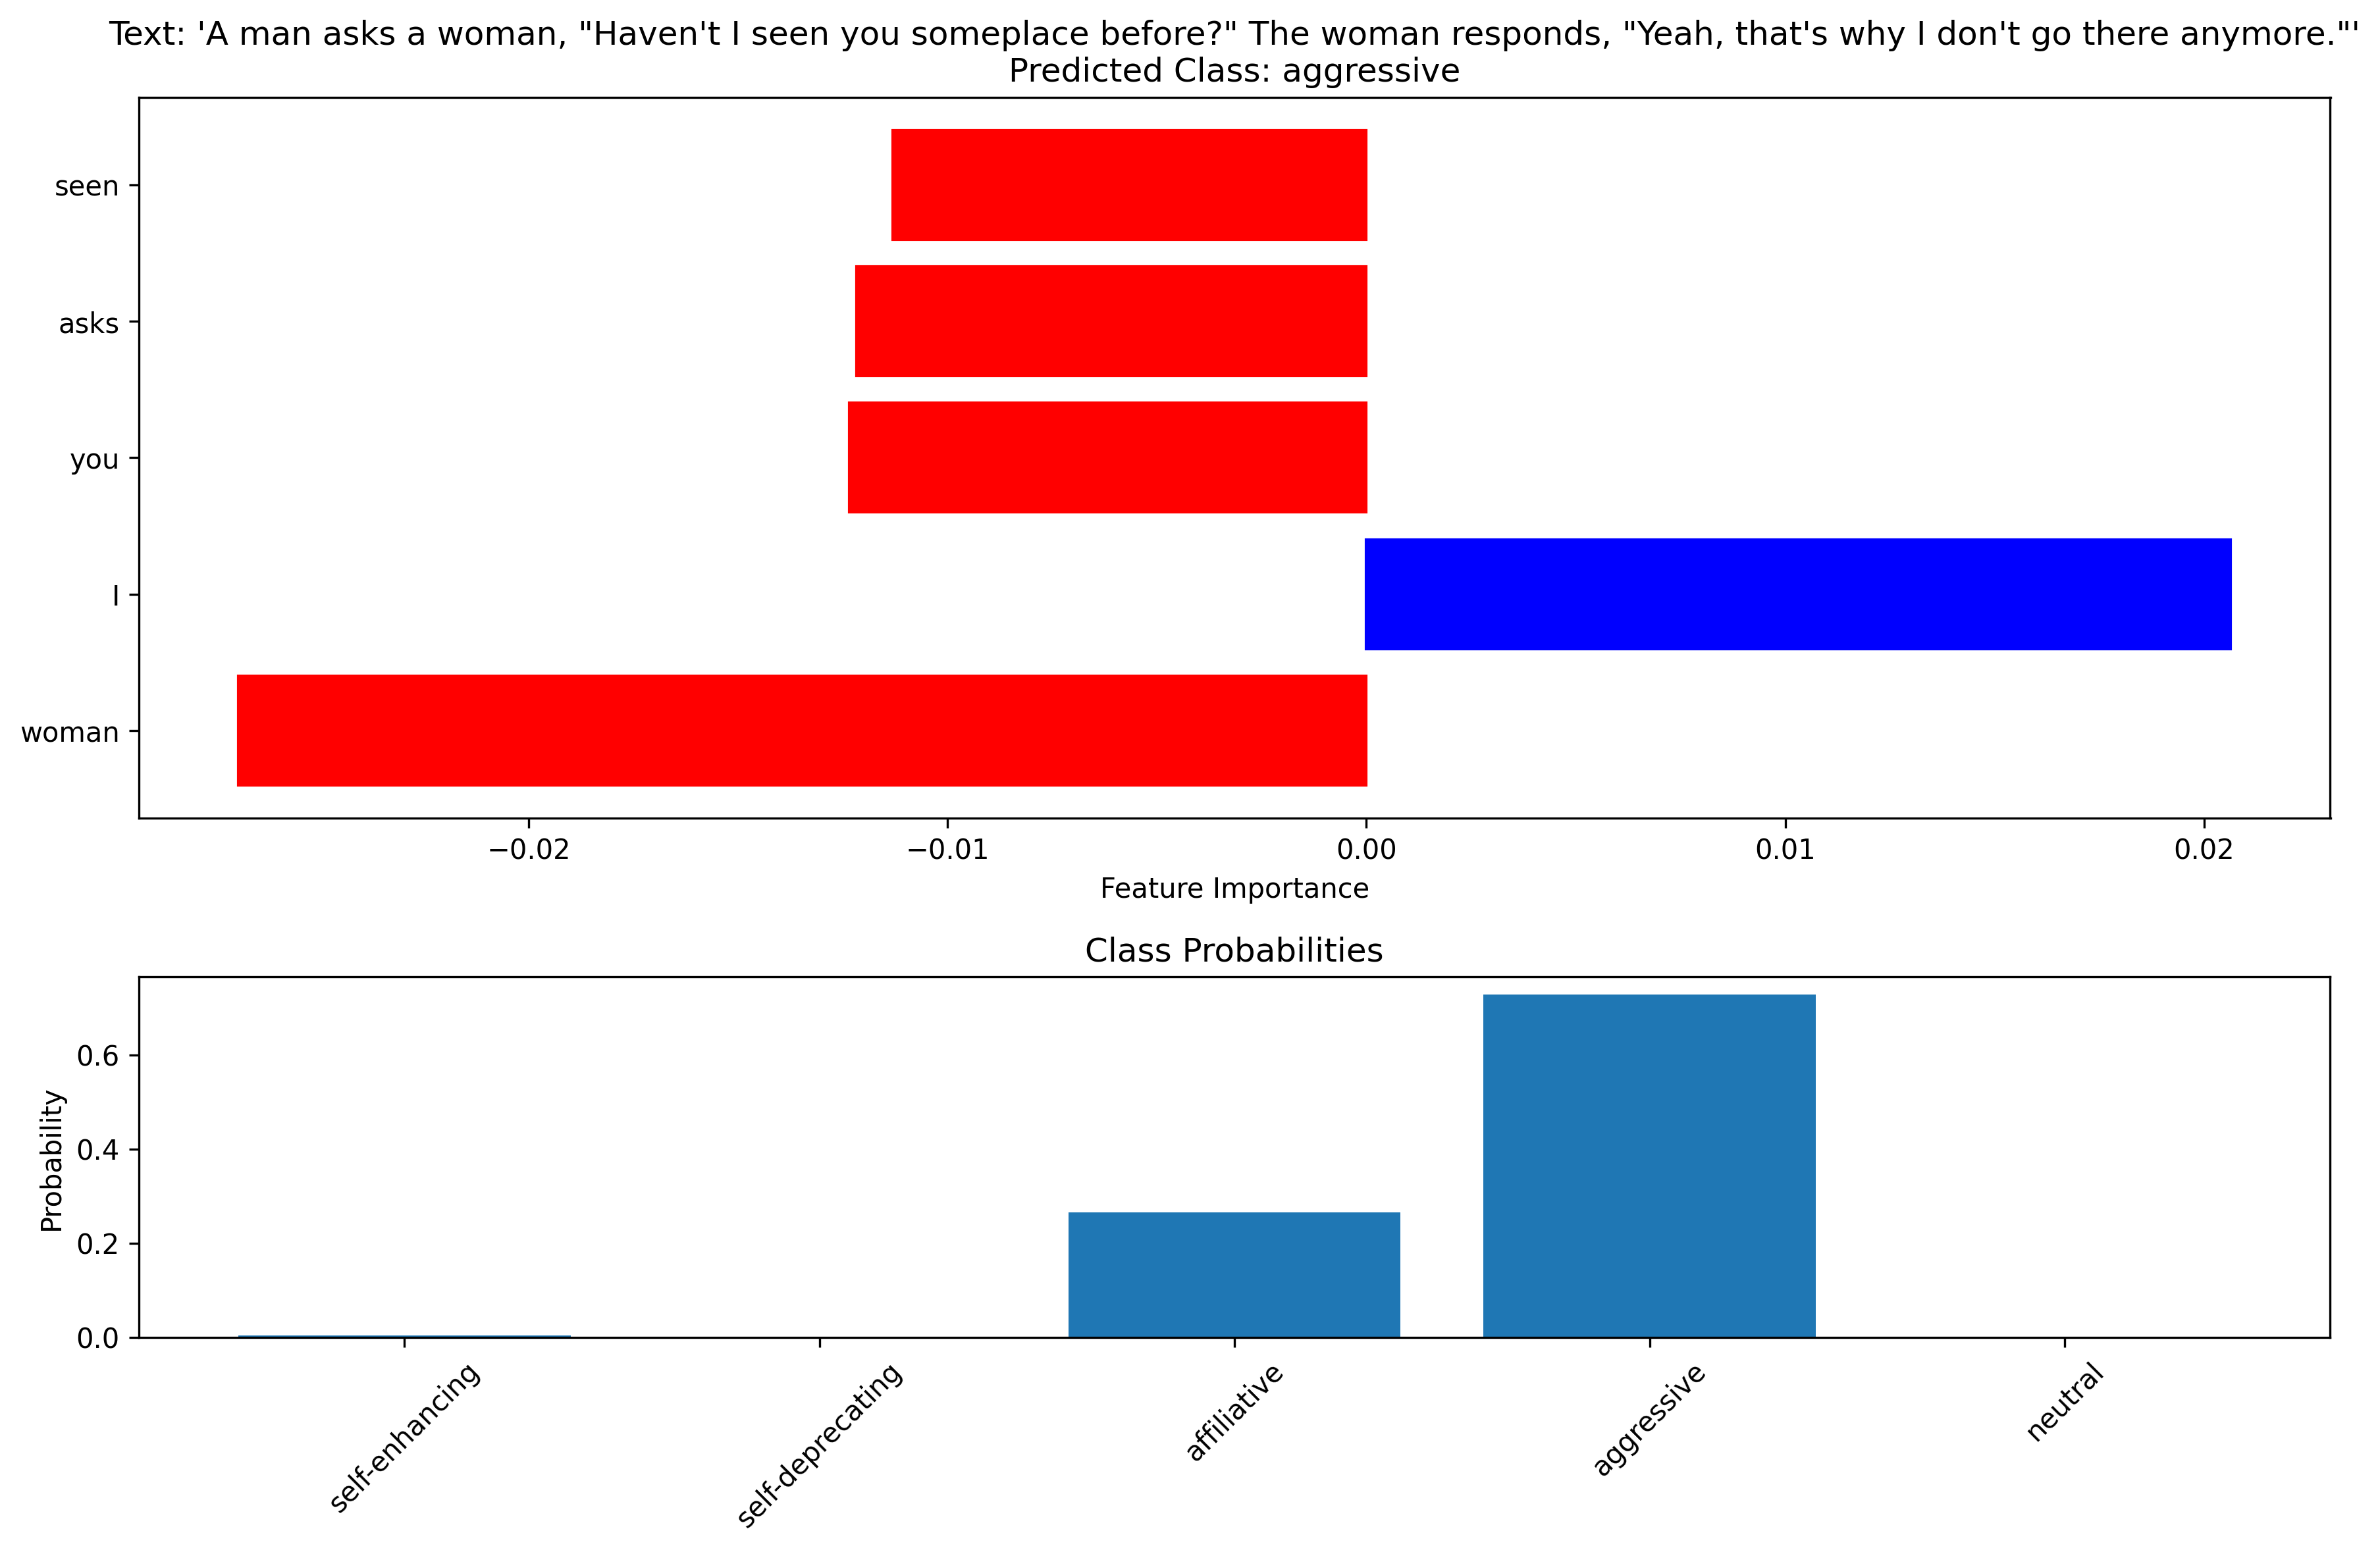 Text: 'A man asks a woman, "Haven't I seen you someplace before?" The woman responds, "Yeah, that's why I don't go there anymore."'
Predicted Class: aggressive
seen
asks
you
I
woman
−0.02
−0.01
0.00
0.01
0.02
Feature Importance
Class Probabilities
Probability
0.6
0.4
0.2
0.0
self-enhancing
self-deprecating
affiliative
aggressive
neutral